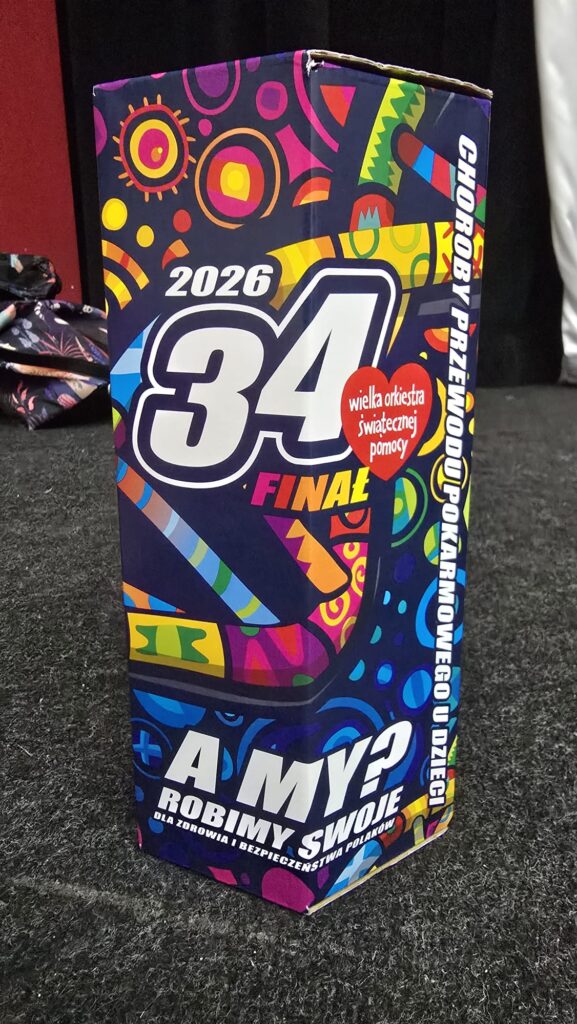 2026
34
FINAŁ
wielka orkiestra
świątecznej
pomocy
CHOROBY PRZEWODU POKARMOWEGO U DZIECI
A MY?
ROBIMY SWOJE
DLA ZDROWIA I BEZPIECZEŃSTWA POLAKÓW